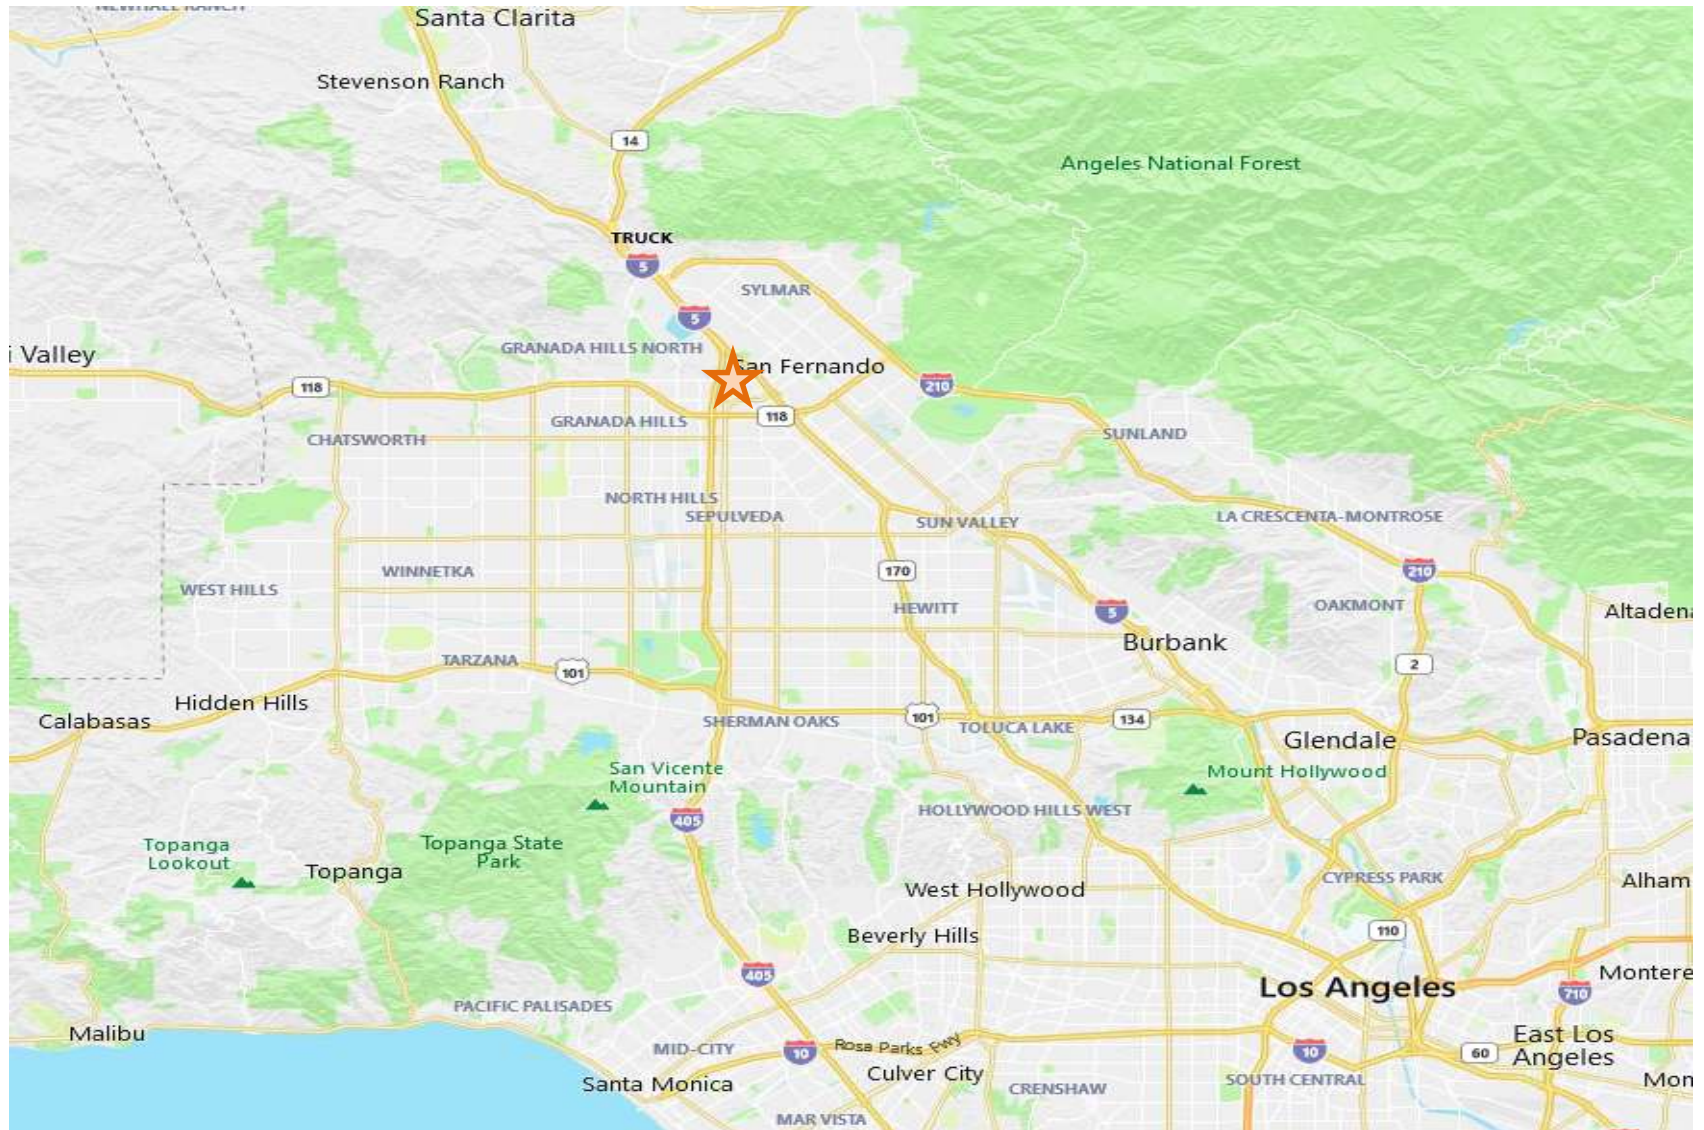 NEWHALL RANCH
Santa Clarita
Stevenson Ranch
14
Angeles National Forest
TRUCK
5
SYLMAR
5
GRANADA HILLS NORTH
i Valley
San Fernando
118
210
118
GRANADA HILLS
CHATSWORTH
SUNLAND
NORTH HILLS
SEPULVEDA
SUN VALLEY
LA CRESCENTA-MONTROSE
WINNETKA
170
210
WEST HILLS
HEWITT
5
OAKMONT
Altadena
Burbank
TARZANA
101
2
Hidden Hills
Calabasas
SHERMAN OAKS
101
TOLUCA LAKE
134
Glendale
Pasadena
San Vicente
Mountain
Mount Hollywood
405
HOLLYWOOD HILLS WEST
Topanga
Lookout
Topanga State
Park
Topanga
CYPRESS PARK
Alham
West Hollywood
Beverly Hills
110
405
Los Angeles
Montere
710
PACIFIC PALISADES
Malibu
MID-CITY
10
Rosa Parks Fwy
10
60
East Los
Angeles
Santa Monica
Culver City
CRENSHAW
SOUTH CENTRAL
Mon
MAR VISTA